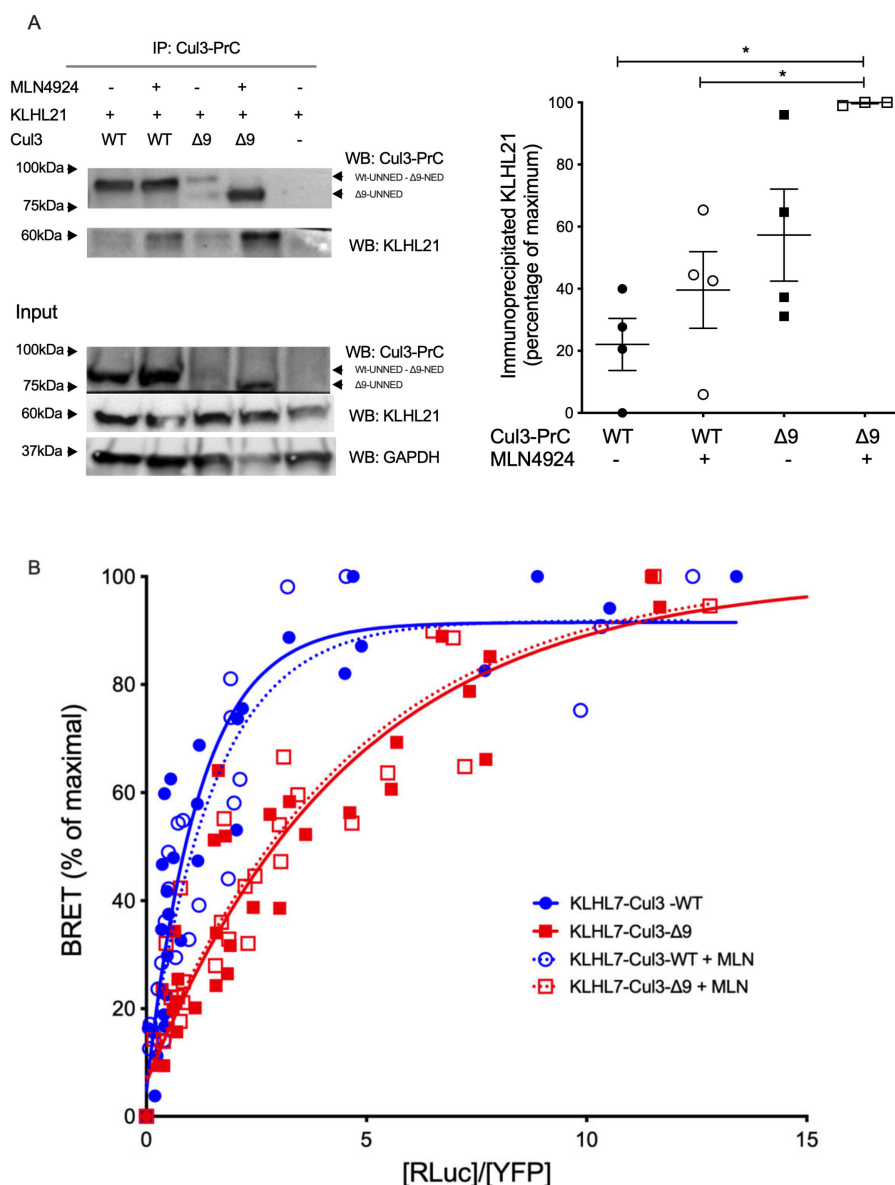 A
IP: Cul3-PrC
MLN4924 - + - + -
KLHL21 + + + + +
Cul3 WT WT Δ9 Δ9 -
100kDa
75kDa
WB: Cul3-PrC
Wt-UNNED - Δ9-NED
Δ9-UNNED
60kDa
WB: KLHL21
Input
100kDa
75kDa
WB: Cul3-PrC
Wt-UNNED - Δ9-NED
Δ9-UNNED
60kDa
WB: KLHL21
37kDa
WB: GAPDH
*
*
Immunoprecipitated KLHL21
(percentage of maximum)
100
80
60
40
20
0
Cul3-PrC WT WT Δ9 Δ9
MLN4924 - + - +
B
BRET (% of maximal)
100
80
60
40
20
0
KLHL7-Cul3 -WT
KLHL7-Cul3-Δ9
KLHL7-Cul3-WT + MLN
KLHL7-Cul3-Δ9 + MLN
0 5 10 15
[RLuc]/[YFP]